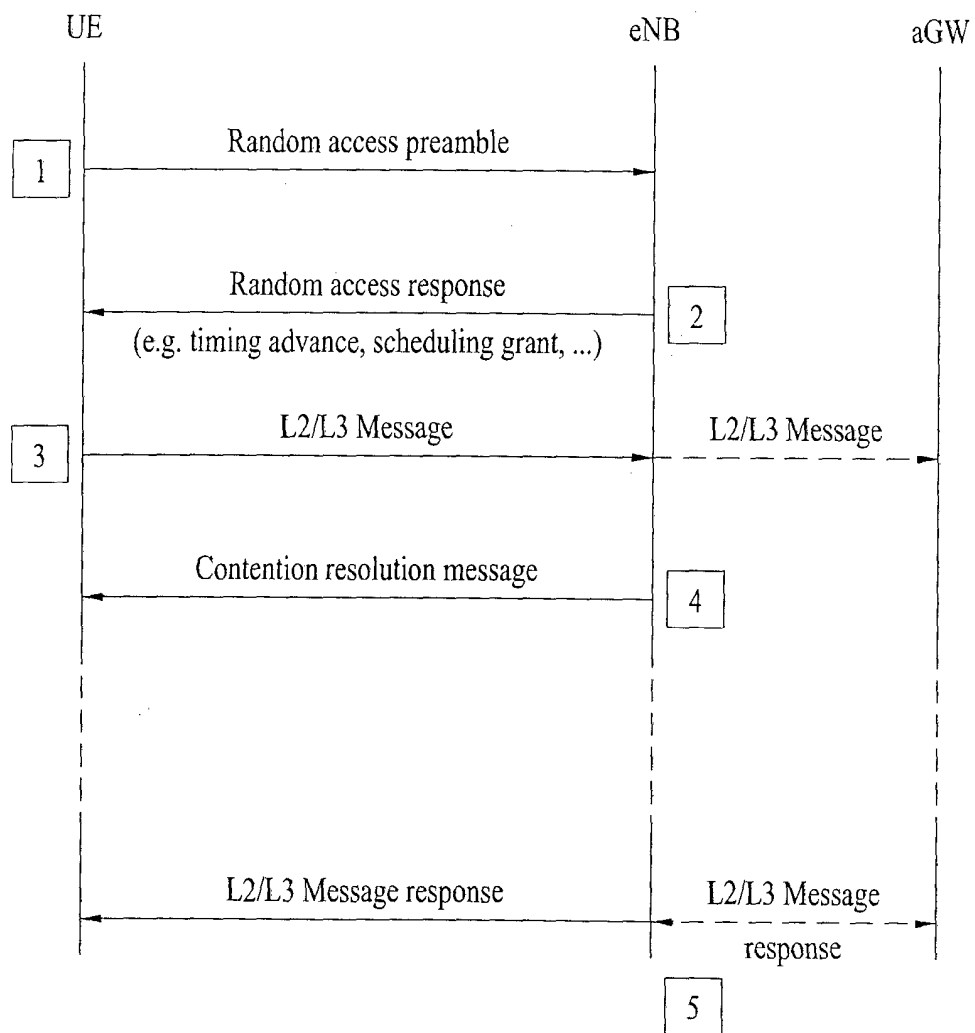 UE eNB aGW
Random access preamble
1
Random access response
2
(e.g. timing advance, scheduling grant, ...)
L2/L3 Message L2/L3 Message
3
Contention resolution message
4
L2/L3 Message response L2/L3 Message
response
5